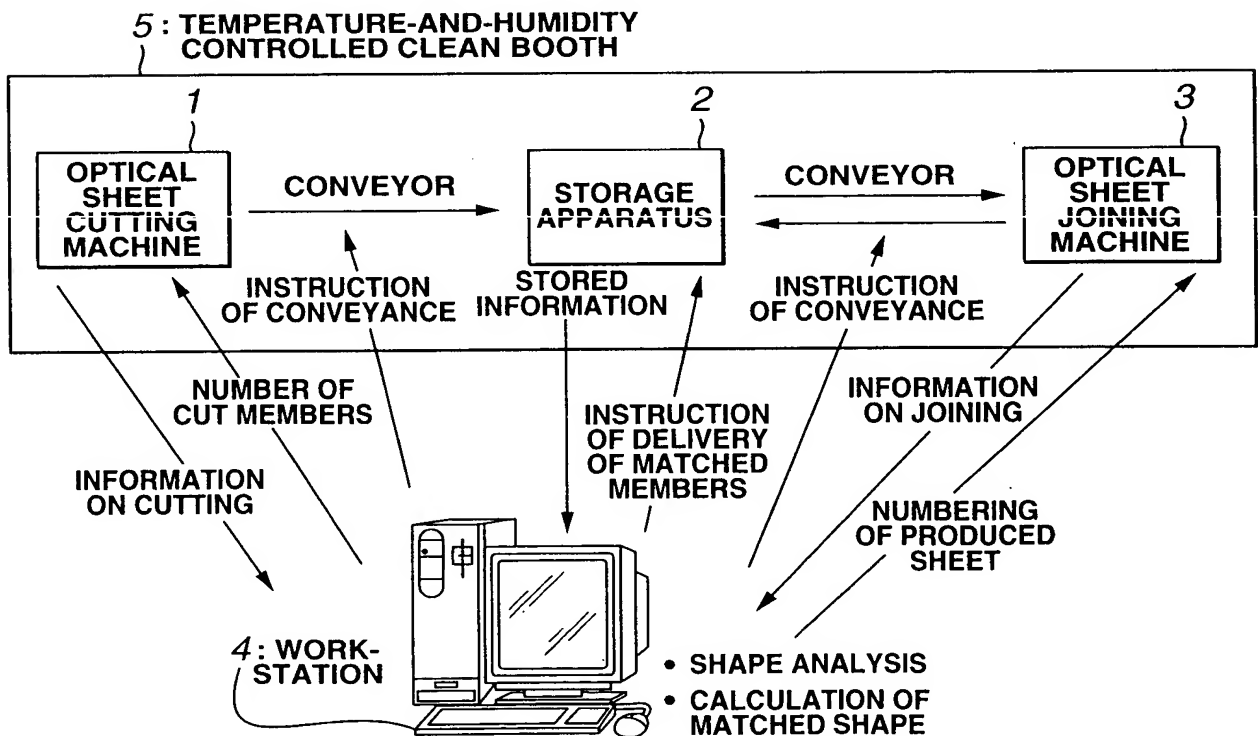 5 : TEMPERATURE-AND-HUMIDITY
CONTROLLED CLEAN BOOTH
1
2
3
OPTICAL
SHEET
CUTTING
MACHINE
CONVEYOR
STORAGE
APPARATUS
CONVEYOR
OPTICAL
SHEET
JOINING
MACHINE
INSTRUCTION
OF CONVEYANCE
STORED
INFORMATION
INSTRUCTION
OF CONVEYANCE
NUMBER OF
CUT MEMBERS
INFORMATION
ON CUTTING
INSTRUCTION
OF DELIVERY
OF MATCHED
MEMBERS
INFORMATION
ON JOINING
NUMBERING
OF PRODUCED
SHEET
4 : WORK-
STATION
• SHAPE ANALYSIS
• CALCULATION OF
MATCHED SHAPE